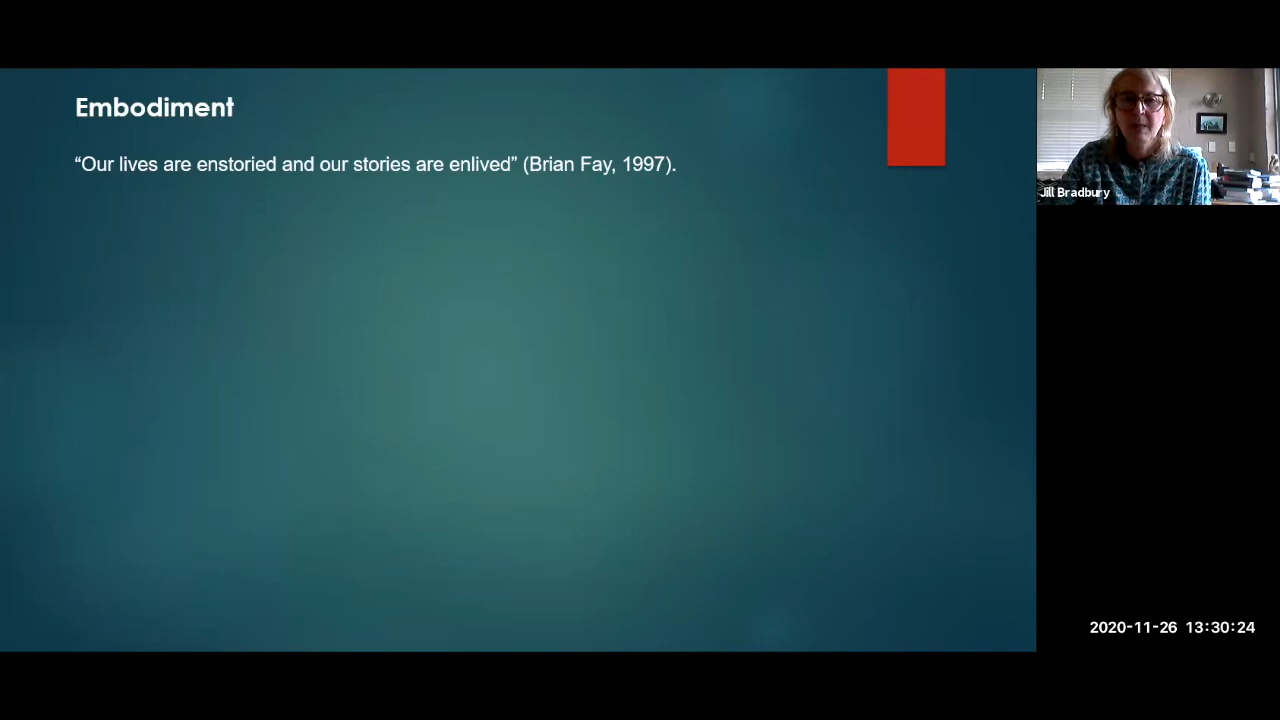 Embodiment
“Our lives are enstoried and our stories are enlived” (Brian Fay, 1997).
Jill Bradbury
2020-11-26 13:30:24